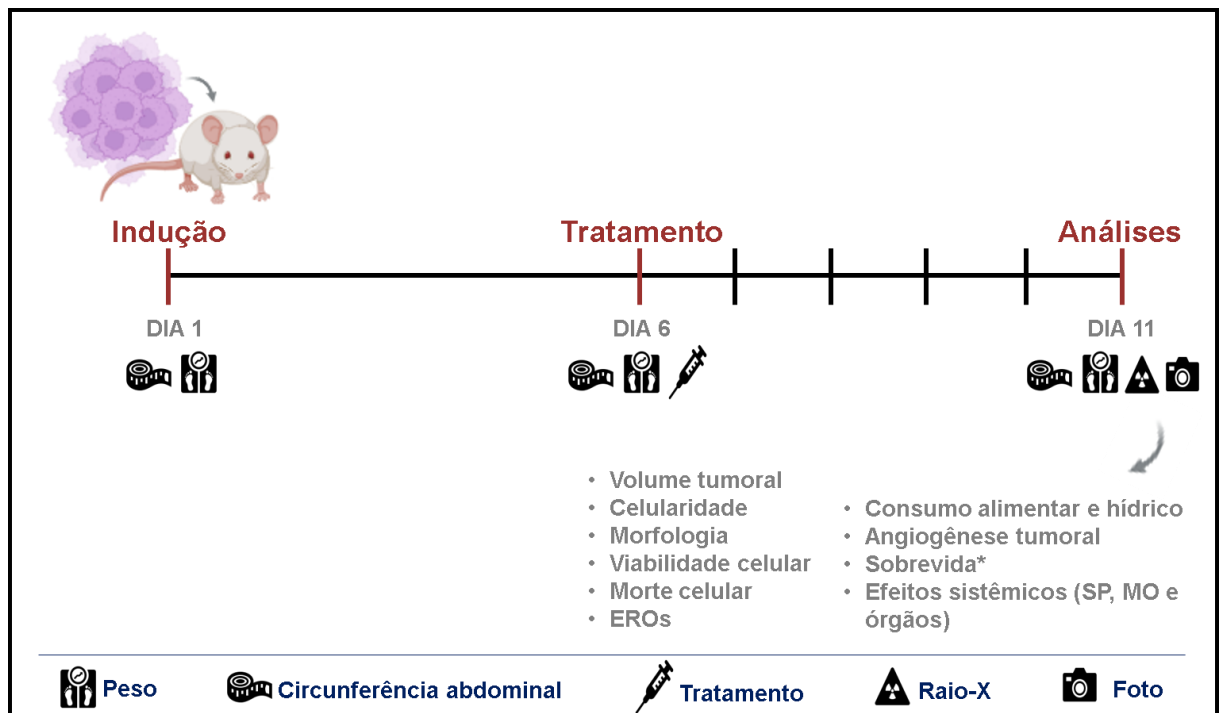 Indução
Tratamento
Análises
DIA 1
DIA 6
DIA 11
• Volume tumoral
• Celularidade
• Morfologia
• Viabilidade celular
• Morte celular
• EROs
• Consumo alimentar e hídrico
• Angiogênese tumoral
• Sobrevida*
• Efeitos sistêmicos (SP, MO e
órgãos)
Peso
Circunferência abdominal
Tratamento
Raio-X
Foto